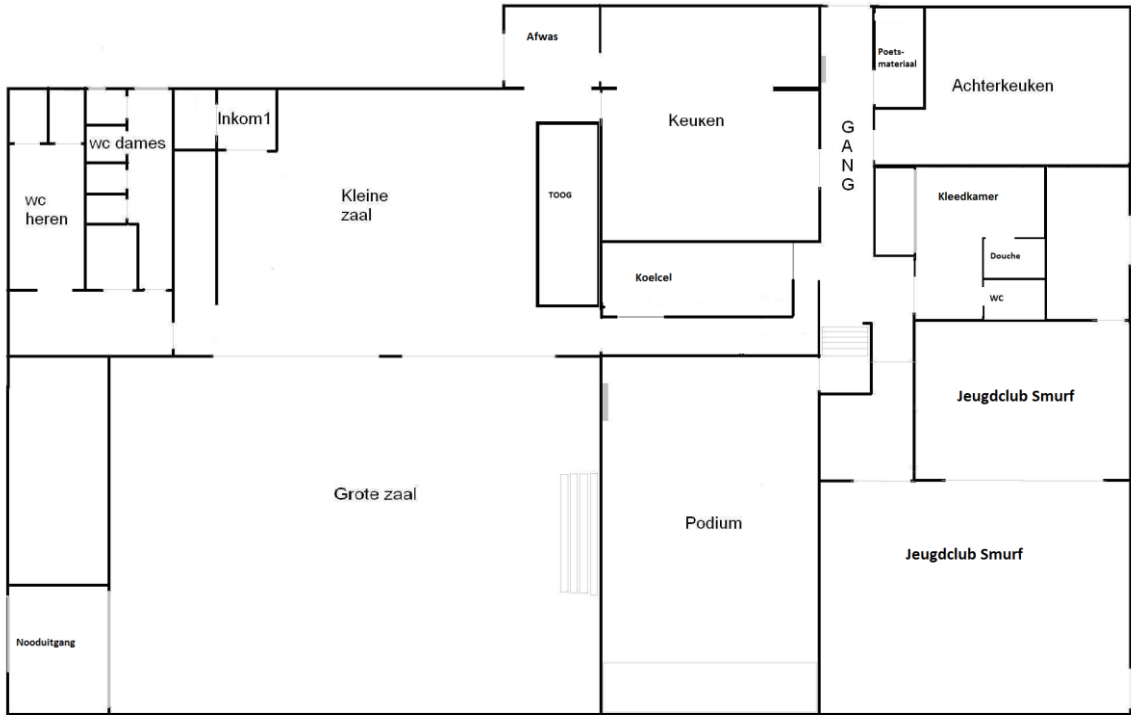 Afwas
Poets-
materiaal
Achterkeuken
Inkom1
Keuken
wc dames
GANG
Kleine
zaal
TOOG
wc
heren
Kleedkamer
Douche
Koelcel
WC
Jeugdclub Smurf
Grote zaal
Podium
Jeugdclub Smurf
Nooduitgang